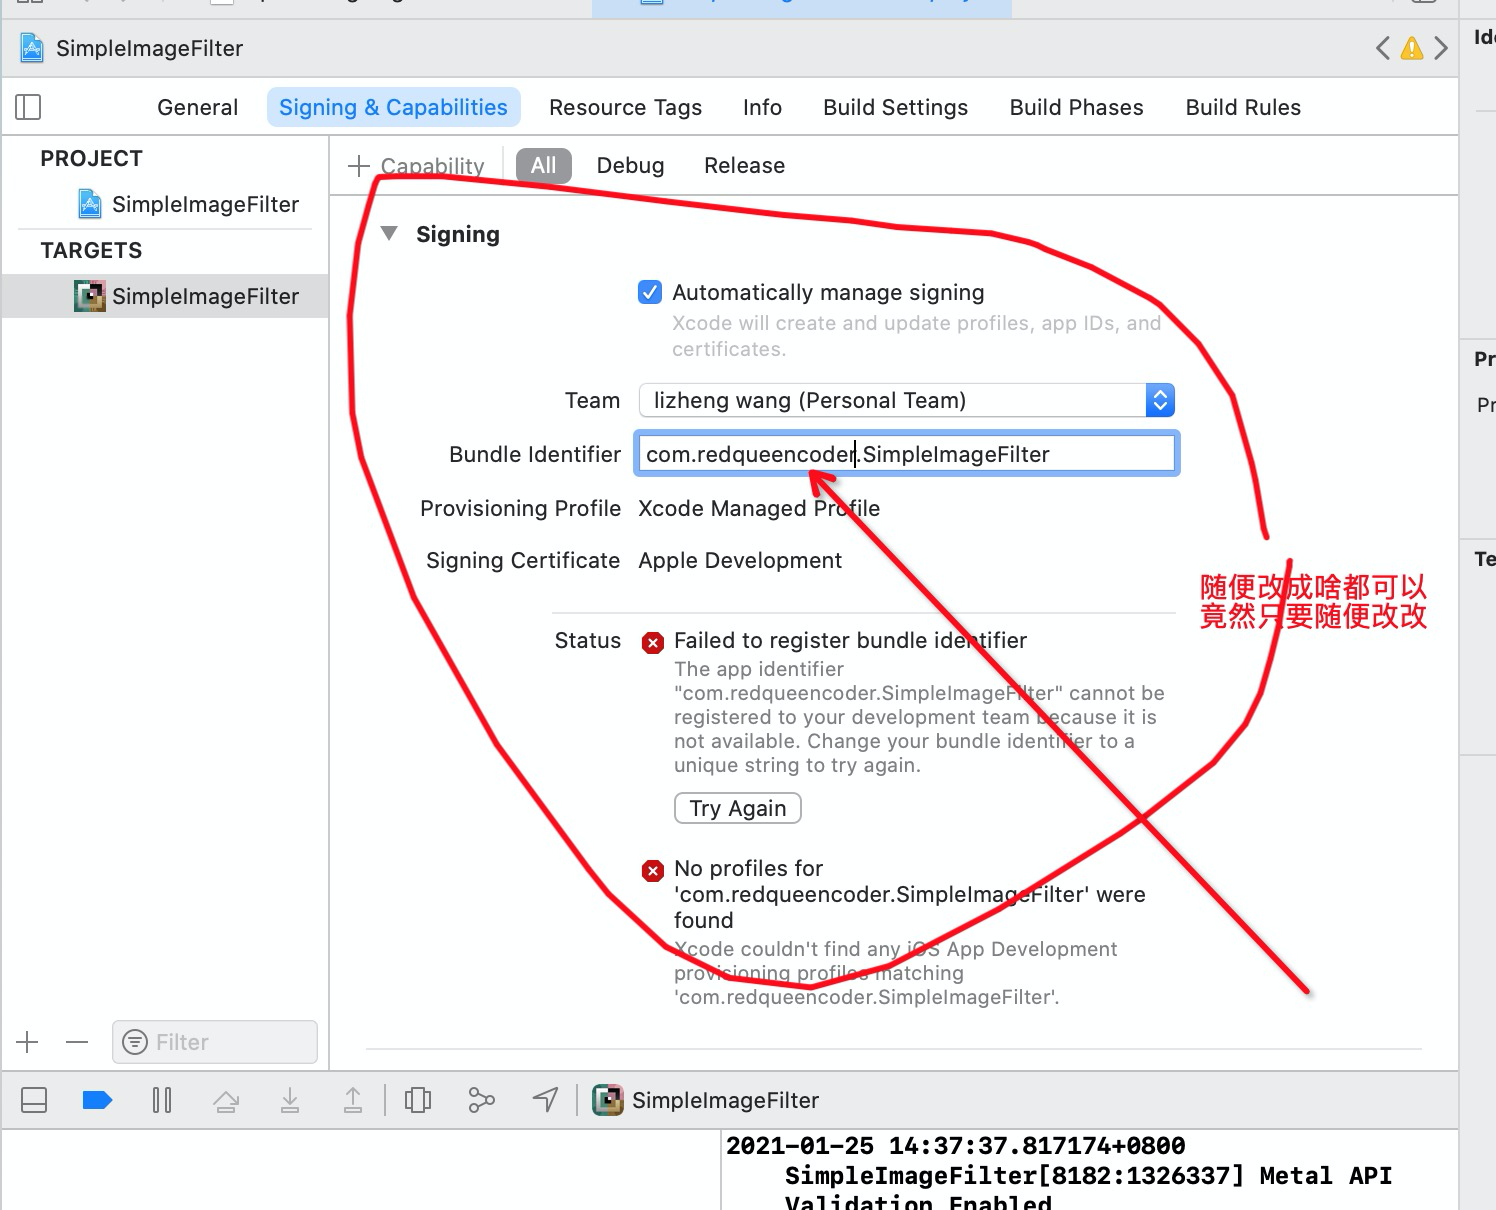 SimpleImageFilter
Ide
General Signing & Capabilities Resource Tags Info Build Settings Build Phases Build Rules
PROJECT
SimpleImageFilter
TARGETS
SimpleImageFilter
Capability All Debug Release
Signing
Automatically manage signing
Xcode will create and update profiles, app IDs, and
certificates.
Team lizheng wang (Personal Team)
Bundle Identifier com.redqueencoder.SimpleImageFilter
Provisioning Profile Xcode Managed Profile
Signing Certificate Apple Development
Pr
Pr
Te
随便改成啥都可以
竟然只要随便改改
Status Failed to register bundle identifier
The app identifier
"com.redqueencoder.SimpleImageFilter" cannot be
registered to your development team because it is
not available. Change your bundle identifier to a
unique string to try again.
Try Again
No profiles for
'com.redqueencoder.SimpleImageFilter' were
found
Xcode couldn't find any iOS App Development
provisioning profiles matching
'com.redqueencoder.SimpleImageFilter'.
Filter
SimpleImageFilter
2021-01-25 14:37:37.817174+0800
SimpleImageFilter[8182:1326337] Metal API
Validation Enabled